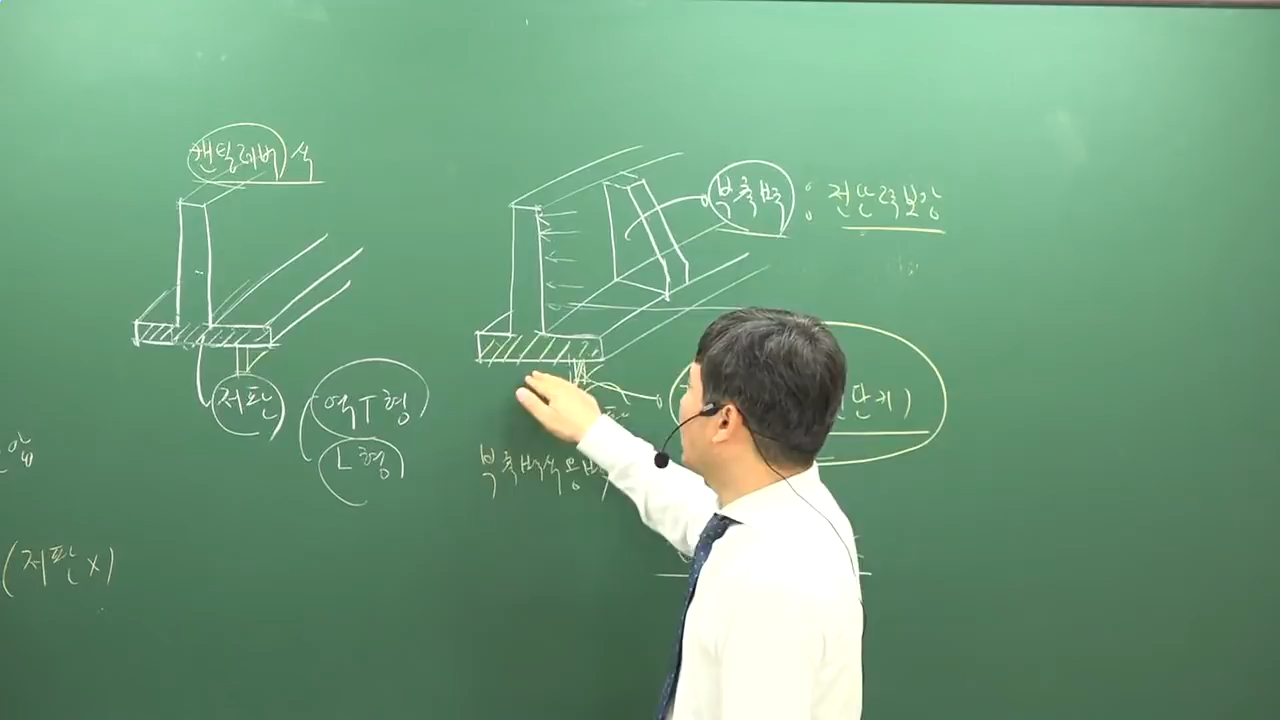 캔틸레버식
부축벽 : 전단력보강
저판
역T형
L형
부축벽식옹벽
(저판 x)